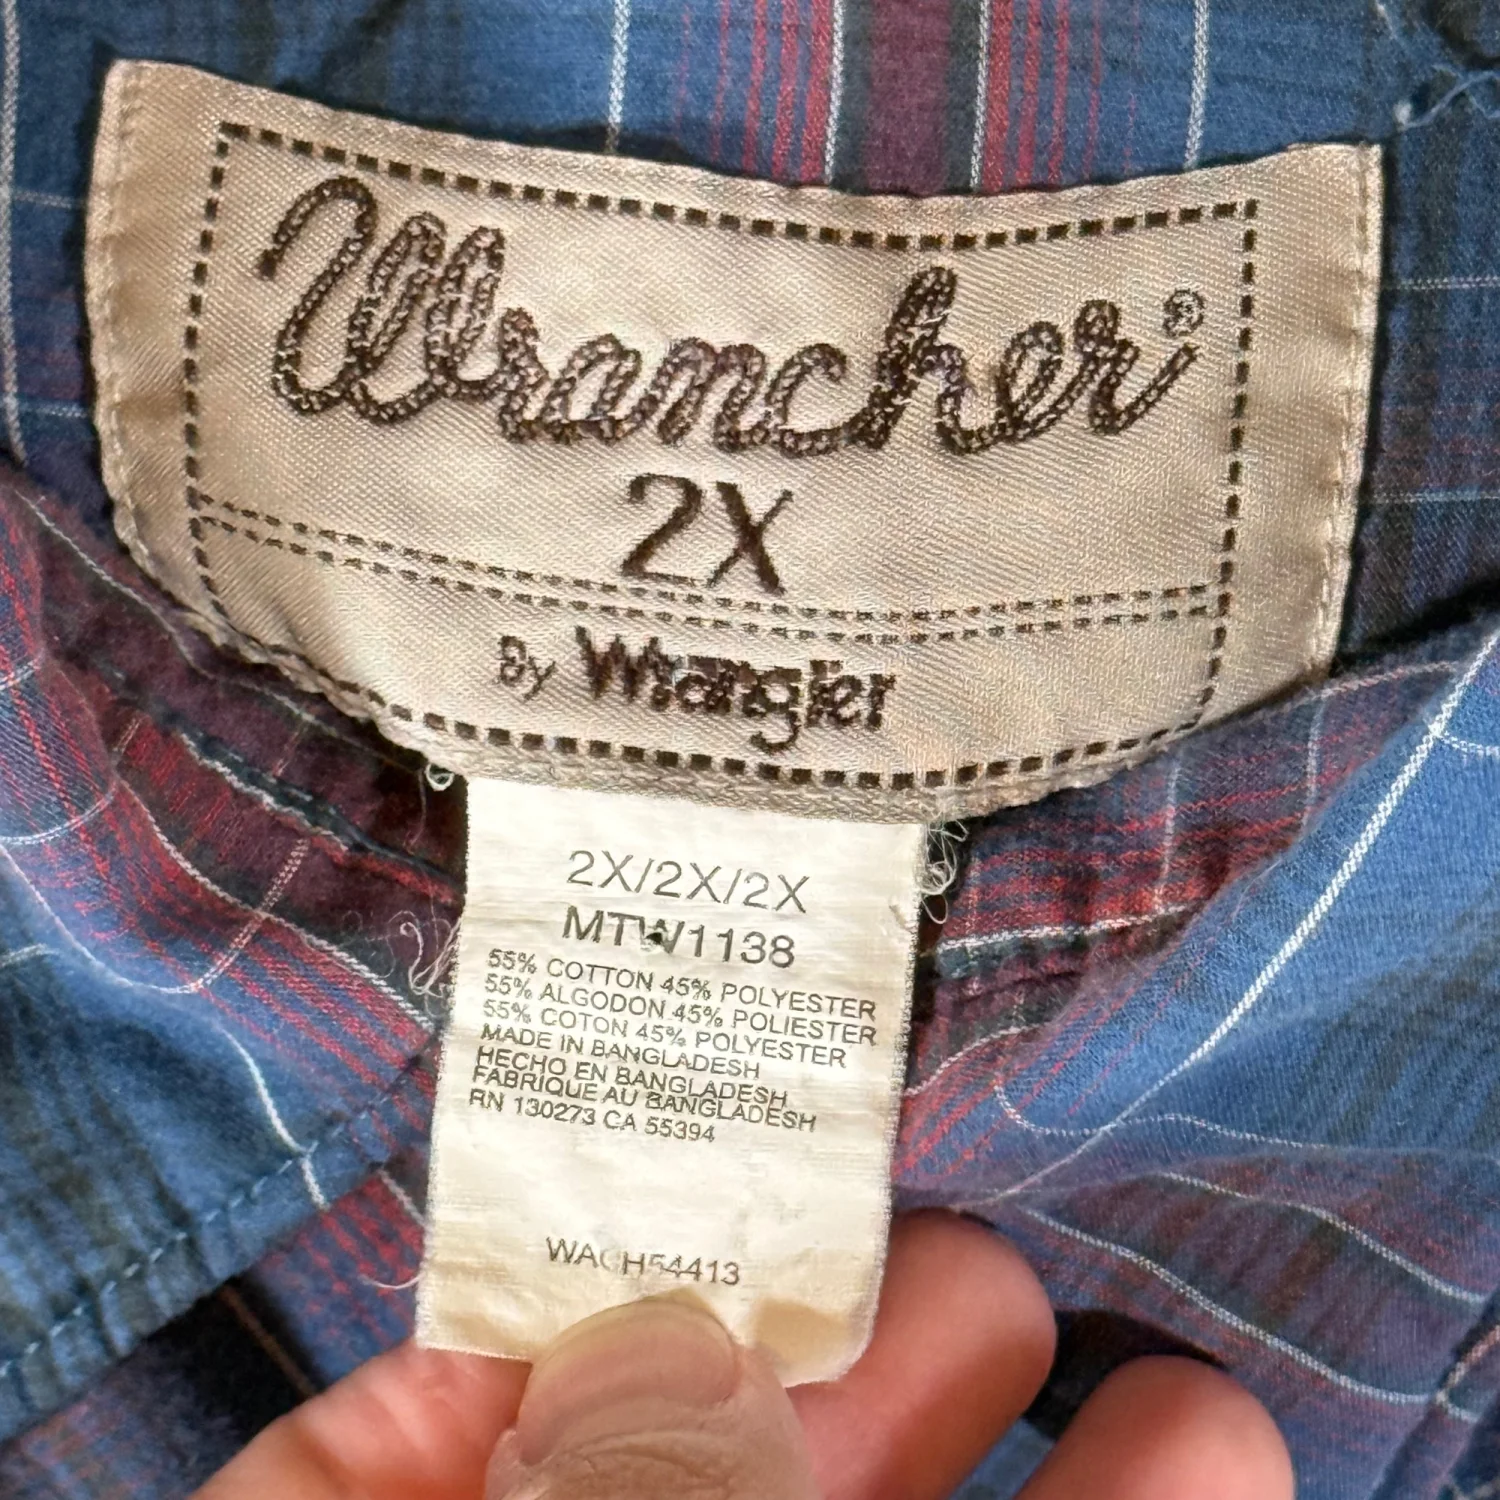 Wrancher®
2X
By Wrangler
2X/2X/2X
MTW1138
55% COTTON 45% POLYESTER
55% ALGODON 45% POLIESTER
55% COTON 45% POLYESTER
MADE IN BANGLADESH
HECHO EN BANGLADESH
FABRIQUE AU BANGLADESH
RN 130273 CA 55394